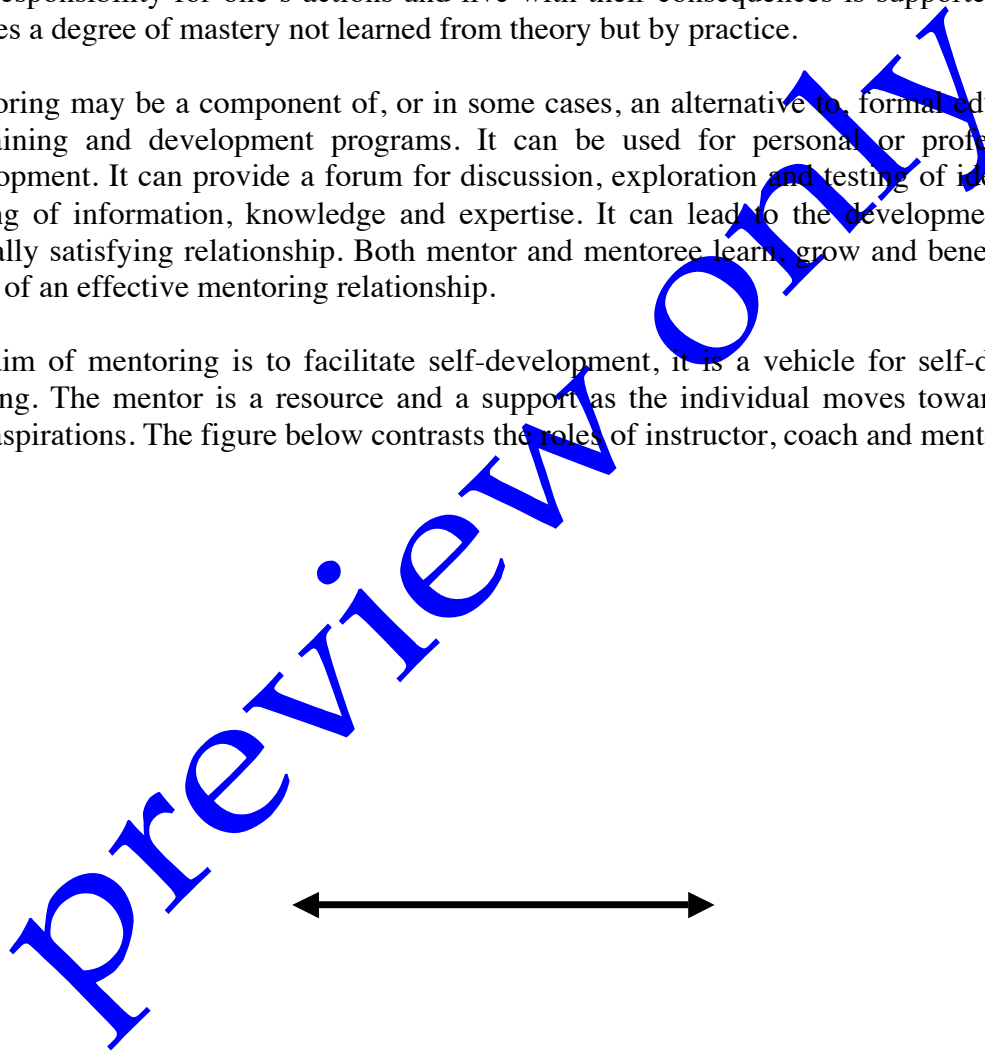 esponsibility for one's actions and live with their consequences is supported
es a degree of mastery not learned from theory but by practice.
oring may be a component of, or in some cases, an alternative to, formal edu
ining and development programs. It can be used for personal or profe
opment. It can provide a forum for discussion, exploration and testing of ide
ng of information, knowledge and expertise. It can lead to the developme
ally satisfying relationship. Both mentor and mentoree learn, grow and bene
of an effective mentoring relationship.
im of mentoring is to facilitate self-development, it is a vehicle for self-d
ng. The mentor is a resource and a support as the individual moves towar
aspirations. The figure below contrasts the roles of instructor, coach and ment
preview only